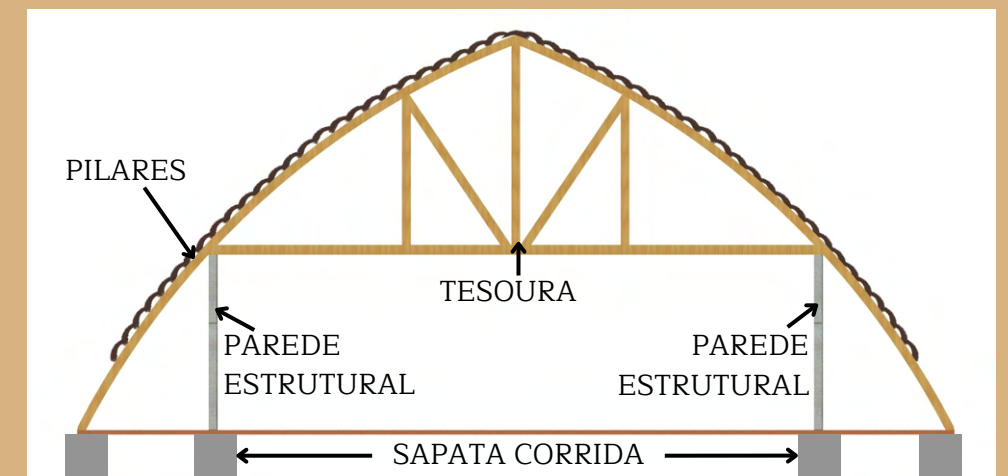 PILARES
TESOURA
PAREDE
ESTRUTURAL
PAREDE
ESTRUTURAL
SAPATA CORRIDA